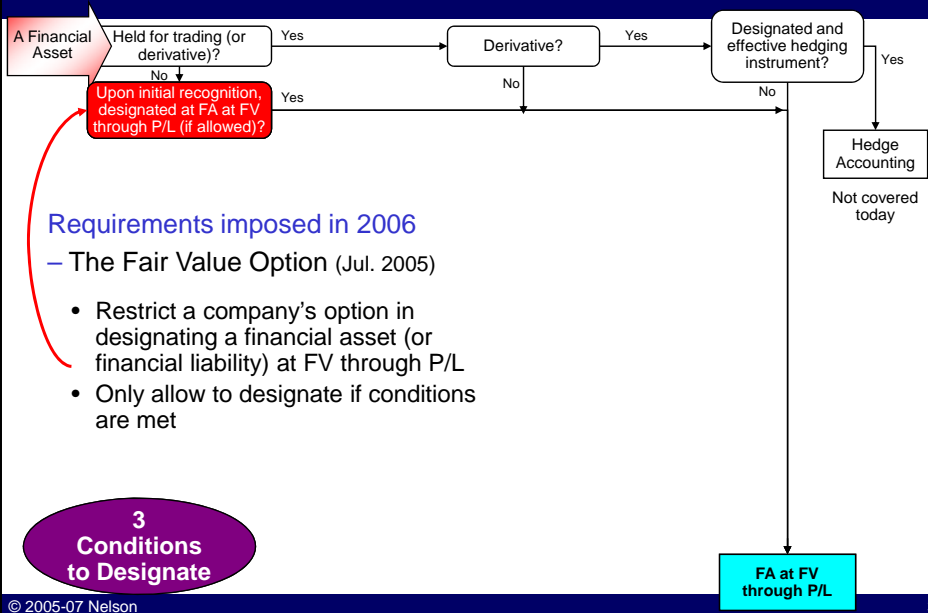 A Financial
Asset
Held for trading (or
derivative)?
Yes
Derivative?
Yes
Designated and
effective hedging
instrument?
Yes
No
No
No
Upon initial recognition,
designated at FA at FV
through P/L (if allowed)?
Yes
Hedge
Accounting
Not covered
today
Requirements imposed in 2006
– The Fair Value Option (Jul. 2005)
• Restrict a company's option in
designating a financial asset (or
financial liability) at FV through P/L
• Only allow to designate if conditions
are met
3
Conditions
to Designate
FA at FV
through P/L
© 2005-07 Nelson